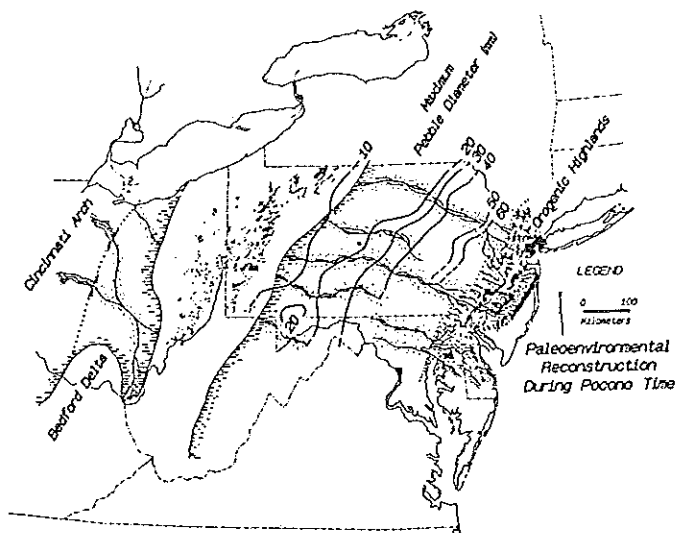 Maximum
Pebble Diameter (mm)
10
20
30
40
50
60
Orogenic Highlands
Cincinnati Arch
20
Bedford Delta
LEGEND
0 100
Kilometers
Paleoenvironmental
Reconstruction
During Pocono Time